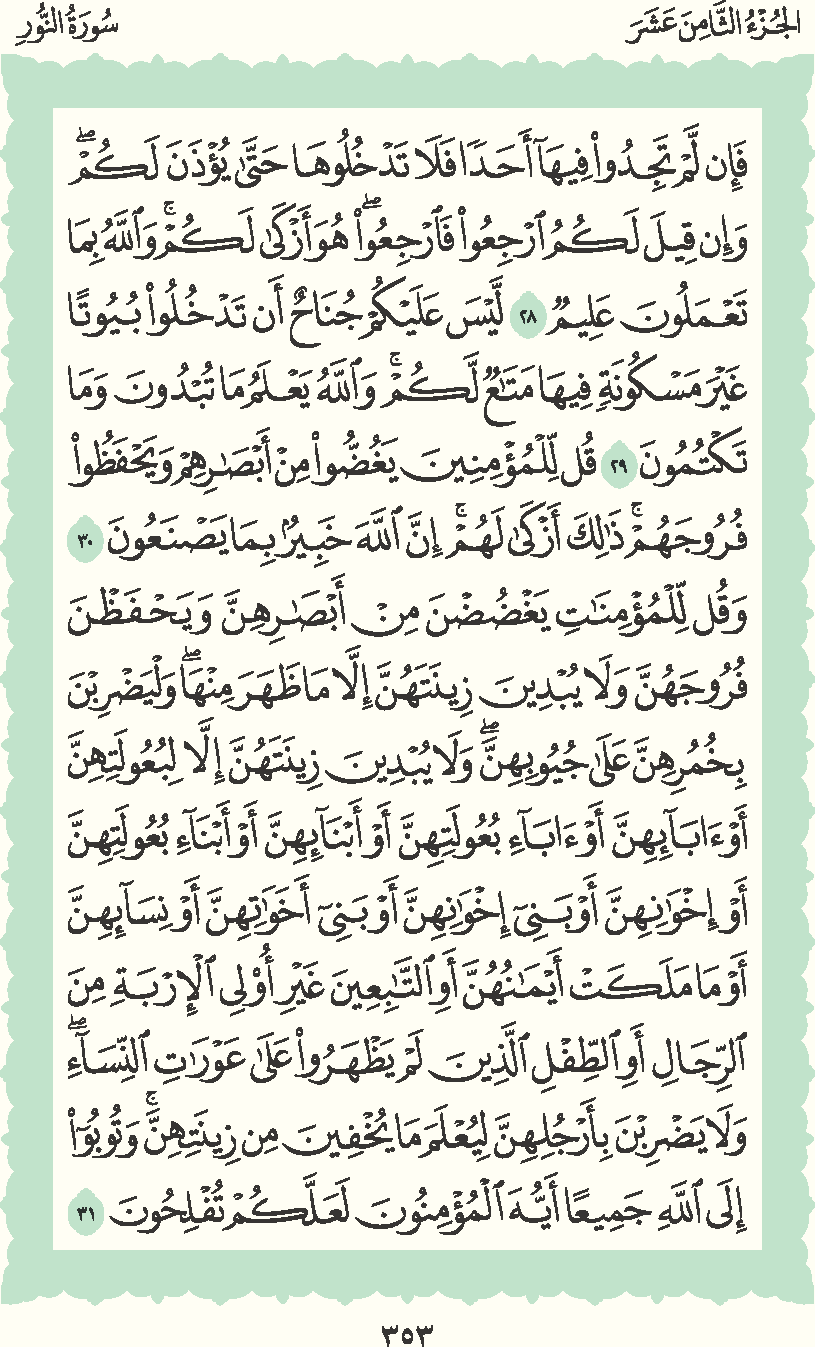 الجُزْءُ الثَّامِنَ عَشَرَ
سُورَةُ النُّورِ
فَإِن لَّمْ تَجِدُوا۟ فِيهَآ أَحَدًا فَلَا تَدْخُلُوهَا حَتَّىٰ يُؤْذَنَ لَكُمْ ۖ
وَإِن قِيلَ لَكُمُ ٱرْجِعُوا۟ فَٱرْجِعُوا۟ ۖ هُوَ أَزْكَىٰ لَكُمْ ۚ وَٱللَّهُ بِمَا
تَعْمَلُونَ عَلِيمٌ ٢٨ لَّيْسَ عَلَيْكُمْ جُنَاحٌ أَن تَدْخُلُوا۟ بُيُوتًا
غَيْرَ مَسْكُونَةٍ فِيهَا مَتَـٰعٌ لَّكُمْ ۚ وَٱللَّهُ يَعْلَمُ مَا تُبْدُونَ وَمَا
تَكْتُمُونَ ٢٩ قُل لِّلْمُؤْمِنِينَ يَغُضُّوا۟ مِنْ أَبْصَـٰرِهِمْ وَيَحْفَظُوا۟
فُرُوجَهُمْ ۚ ذَٰلِكَ أَزْكَىٰ لَهُمْ ۚ إِنَّ ٱللَّهَ خَبِيرٌۢ بِمَا يَصْنَعُونَ ٣٠
وَقُل لِّلْمُؤْمِنَـٰتِ يَغْضُضْنَ مِنْ أَبْصَـٰرِهِنَّ وَيَحْفَظْنَ
فُرُوجَهُنَّ وَلَا يُبْدِينَ زِينَتَهُنَّ إِلَّا مَا ظَهَرَ مِنْهَا ۖ وَلْيَضْرِبْنَ
بِخُمُرِهِنَّ عَلَىٰ جُيُوبِهِنَّ ۖ وَلَا يُبْدِينَ زِينَتَهُنَّ إِلَّا لِبُعُولَتِهِنَّ
أَوْ ءَابَآئِهِنَّ أَوْ ءَابَآءِ بُعُولَتِهِنَّ أَوْ أَبْنَآئِهِنَّ أَوْ أَبْنَآءِ بُعُولَتِهِنَّ
أَوْ إِخْوَٰنِهِنَّ أَوْ بَنِىٓ إِخْوَٰنِهِنَّ أَوْ بَنِىٓ أَخَوَٰتِهِنَّ أَوْ نِسَآئِهِنَّ
أَوْ مَا مَلَكَتْ أَيْمَـٰنُهُنَّ أَوِ ٱلتَّـٰبِعِينَ غَيْرِ أُو۟لِى ٱلْإِرْبَةِ مِنَ
ٱلرِّجَالِ أَوِ ٱلطِّفْلِ ٱلَّذِينَ لَمْ يَظْهَرُوا۟ عَلَىٰ عَوْرَٰتِ ٱلنِّسَآءِ ۖ
وَلَا يَضْرِبْنَ بِأَرْجُلِهِنَّ لِيُعْلَمَ مَا يُخْفِينَ مِن زِينَتِهِنَّ ۚ وَتُوبُوٓا۟
إِلَى ٱللَّهِ جَمِيعًا أَيُّهَ ٱلْمُؤْمِنُونَ لَعَلَّكُمْ تُفْلِحُونَ ٣١
٣٥٣